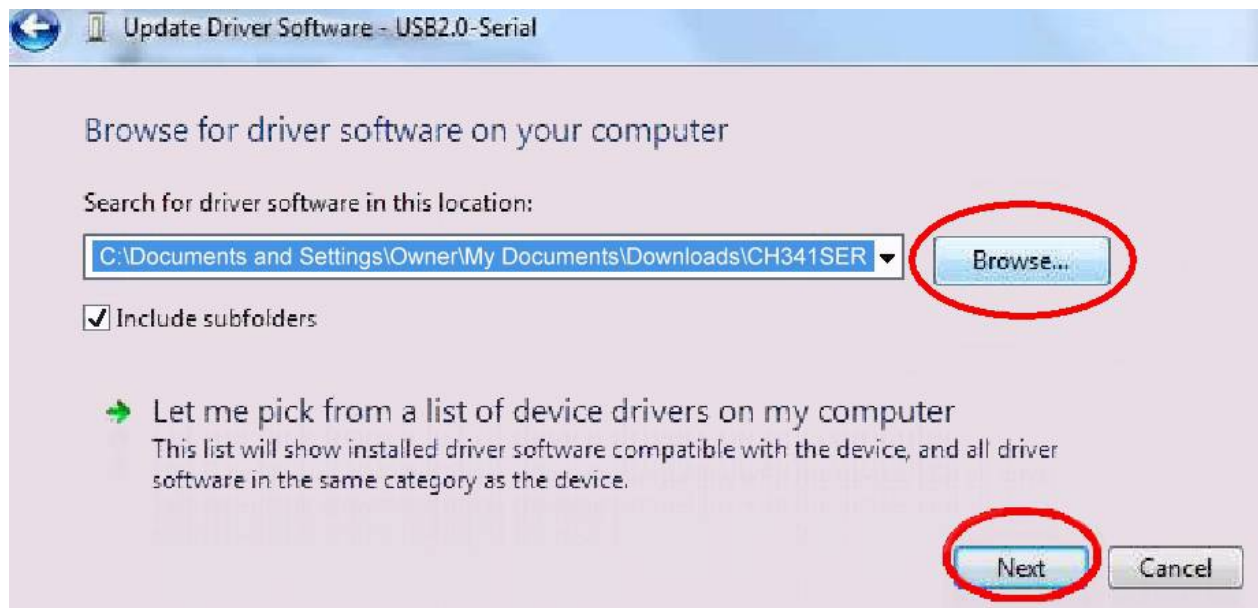 Update Driver Software - USB2.0-Serial
Browse for driver software on your computer
Search for driver software in this location:
C:\Documents and Settings\Owner\My Documents\Downloads\CH341SER
Browse...
Include subfolders
Let me pick from a list of device drivers on my computer
This list will show installed driver software compatible with the device, and all driver
software in the same category as the device.
Next
Cancel